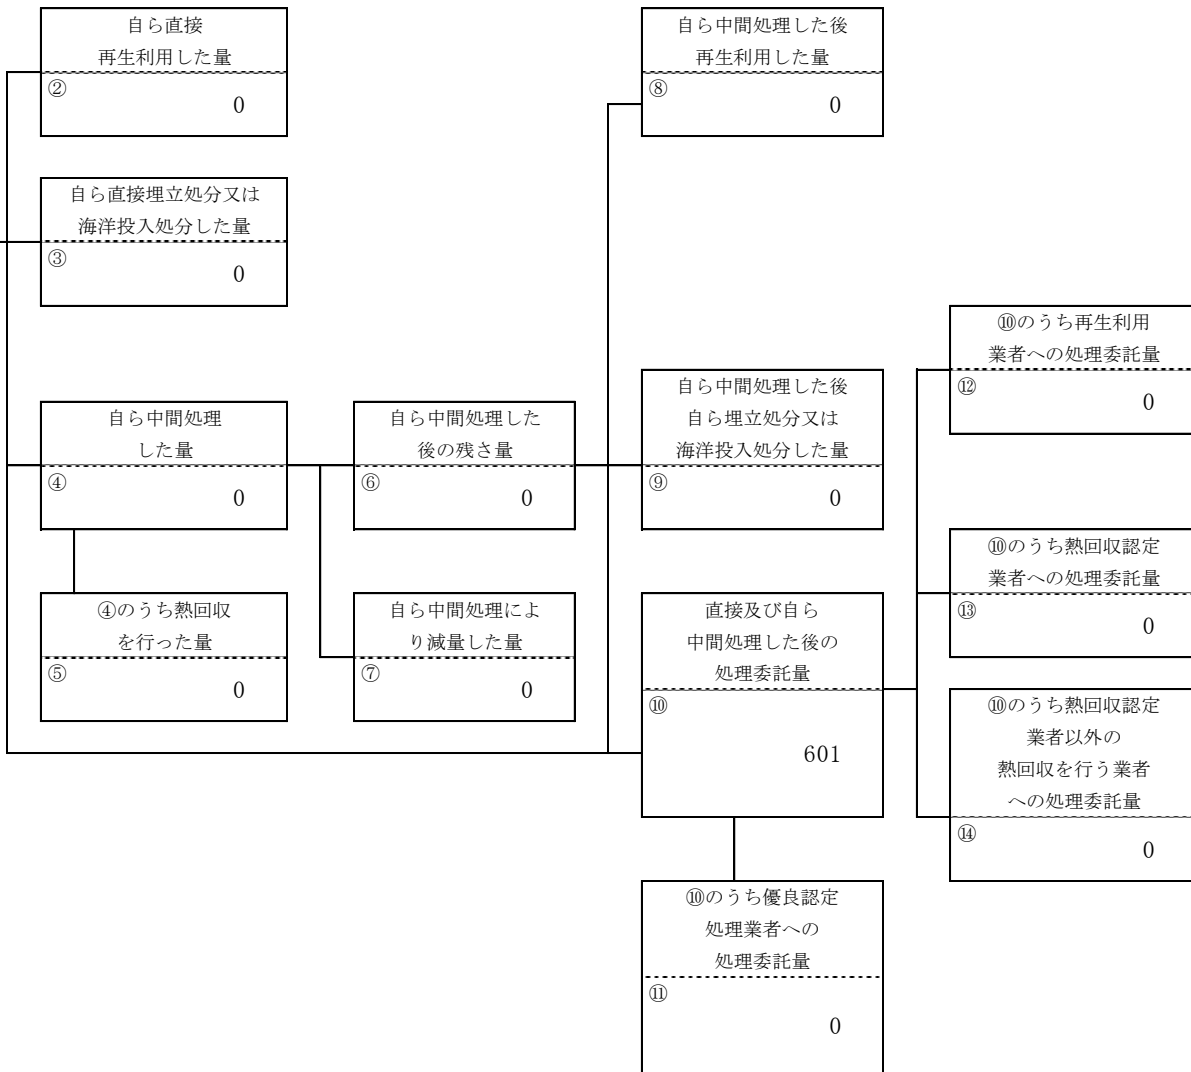 自ら直接
再生利用した量
②
0
自ら中間処理した後
再生利用した量
⑧
0
自ら直接埋立処分又は
海洋投入処分した量
③
0
⑩のうち再生利用
業者への処理委託量
⑫
0
自ら中間処理
した量
④
0
自ら中間処理した
後の残さ量
⑥
0
自ら中間処理した後
自ら埋立処分又は
海洋投入処分した量
⑨
0
⑩のうち熱回収認定
業者への処理委託量
⑬
0
④のうち熱回収
を行った量
⑤
0
自ら中間処理によ
り減量した量
⑦
0
直接及び自ら
中間処理した後の
処理委託量
⑩
601
⑩のうち熱回収認定
業者以外の
熱回収を行う業者
への処理委託量
⑭
0
⑩のうち優良認定
処理業者への
処理委託量
⑪
0